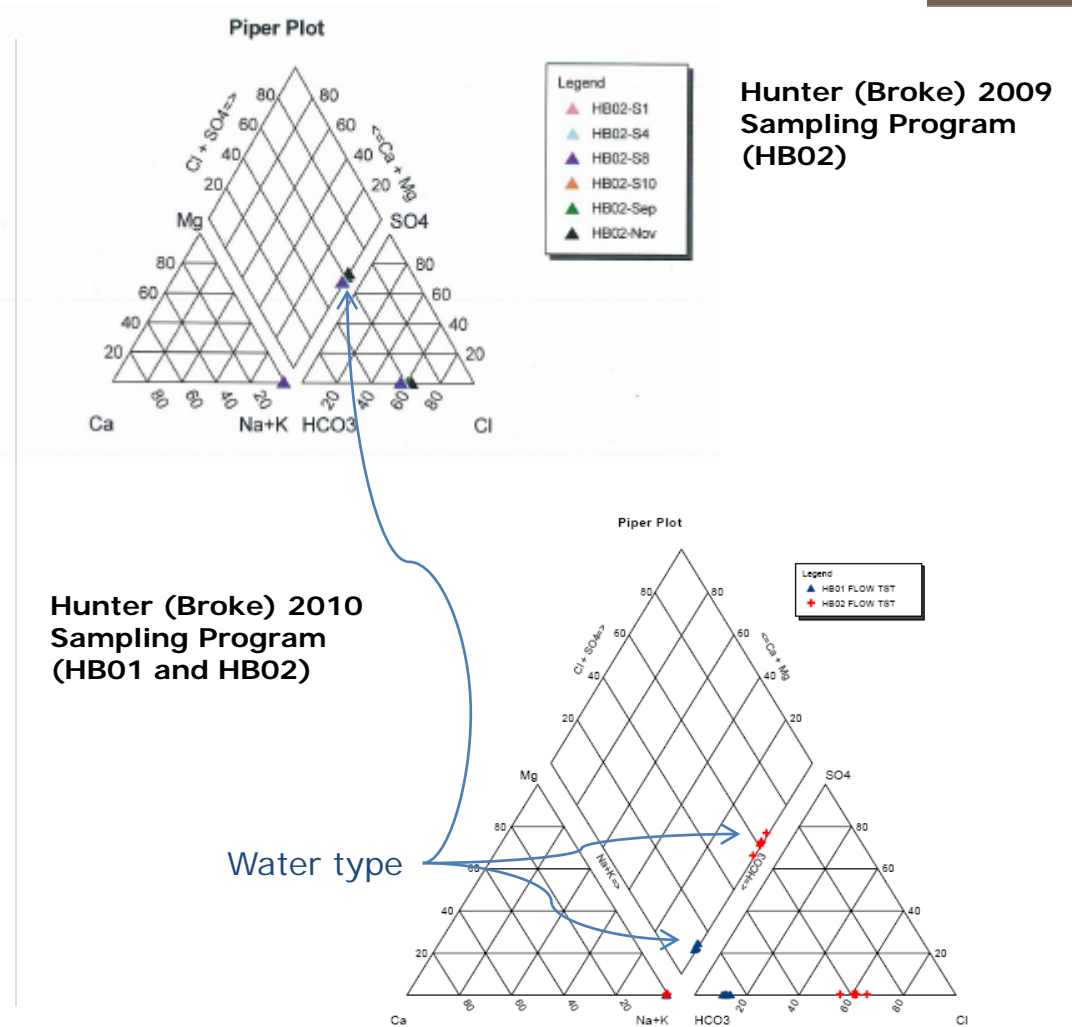 Piper Plot
Legend
HB02-S1
HB02-S4
HB02-S8
HB02-S10
HB02-Sep
HB02-Nov
Hunter (Broke) 2009
Sampling Program
(HB02)
80 80
60 60
40 40
20 20
Cl + SO4=>
<=Ca + Mg
Mg SO4
80 80
60 60
40 40
20 20
80 60 40 20 20 40 60 80
Ca Na+K HCO3 Cl
Hunter (Broke) 2010
Sampling Program
(HB01 and HB02)
Piper Plot
Legend
HB01 FLOW TST
HB02 FLOW TST
80 80
60 60
40 40
20 20
Cl + SO4=>
<=Ca + Mg
Mg SO4
80 80
Water type
Na+K=>
<=HCO3
60 60
40 40
20 20
80 60 40 20 20 40 60 80
Ca Na+K HCO3 Cl